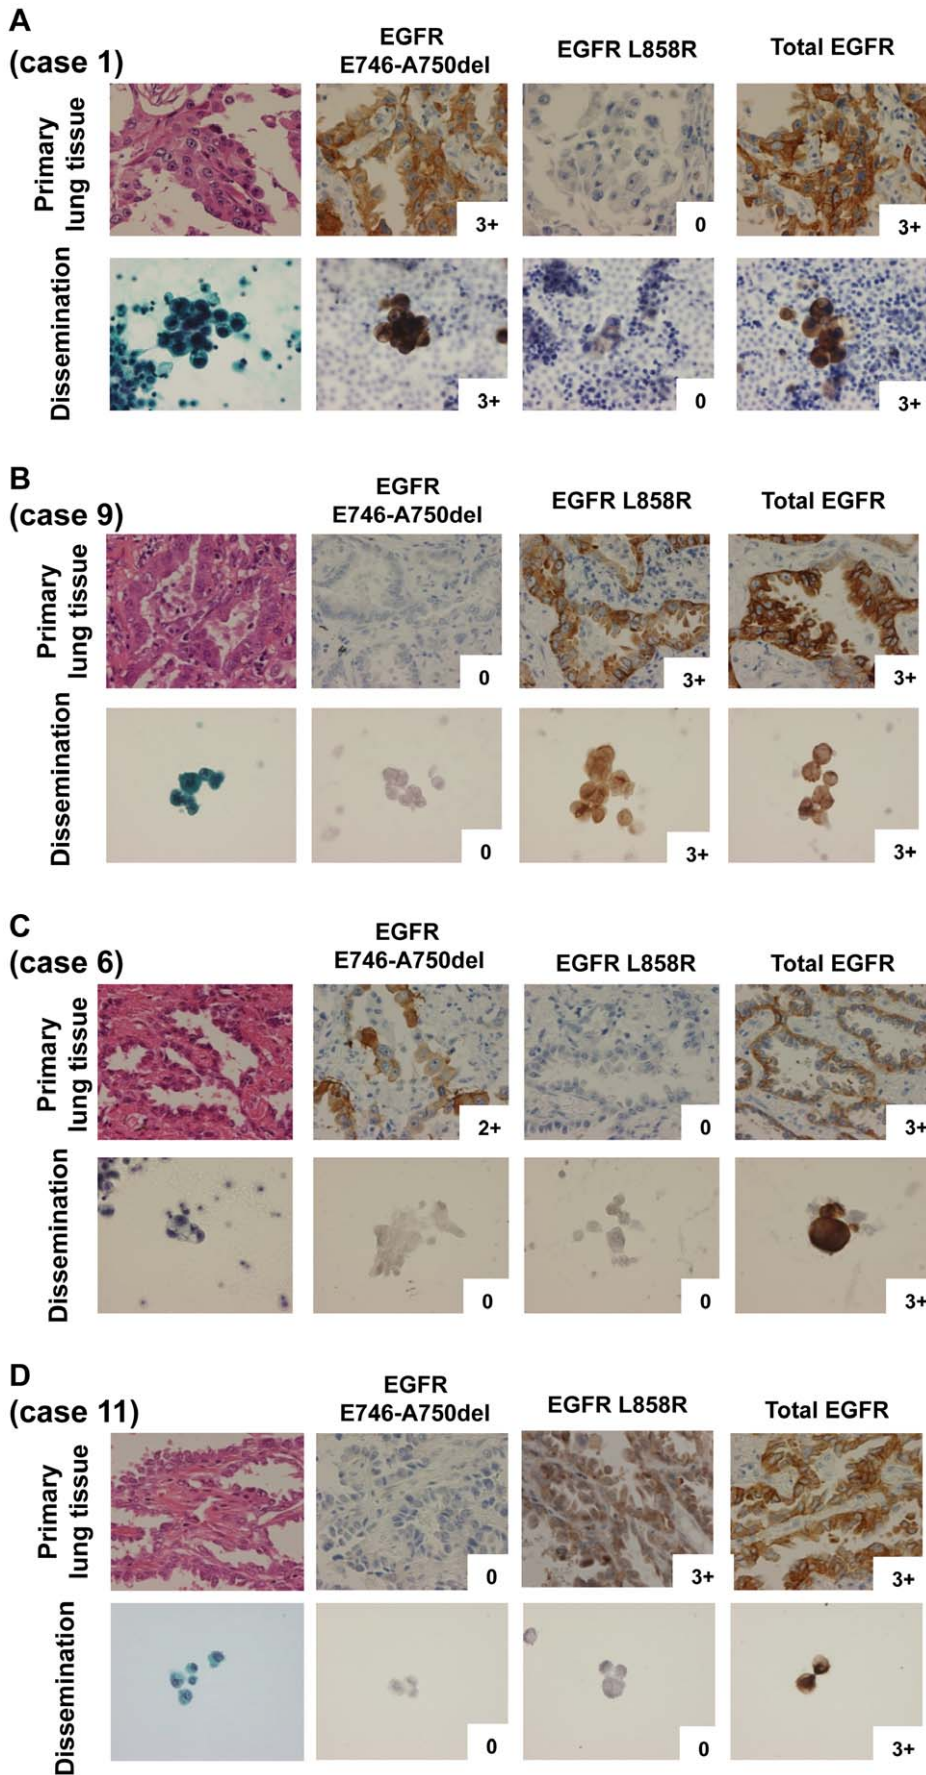 A
(case 1)
EGFR
E746-A750del
EGFR L858R
Total EGFR
Primary
lung tissue
3+
0
3+
Dissemination
3+
0
3+
B
(case 9)
EGFR
E746-A750del
EGFR L858R
Total EGFR
Primary
lung tissue
0
3+
3+
Dissemination
0
3+
3+
C
(case 6)
EGFR
E746-A750del
EGFR L858R
Total EGFR
Primary
lung tissue
2+
0
3+
Dissemination
0
0
3+
D
(case 11)
EGFR
E746-A750del
EGFR L858R
Total EGFR
Primary
lung tissue
0
3+
3+
Dissemination
0
0
3+